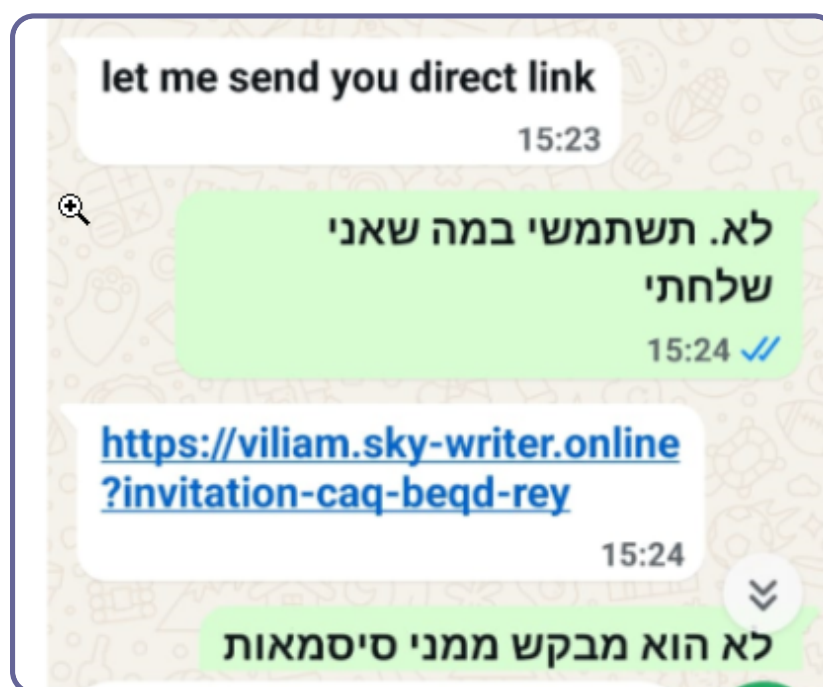 let me send you direct link
15:23
לא. תשתמשי במה שאני
שלחתי
15:24
https://viliam.sky-writer.online
?invitation-caq-beqd-rey
15:24
לא הוא מבקש ממני סיסמאות